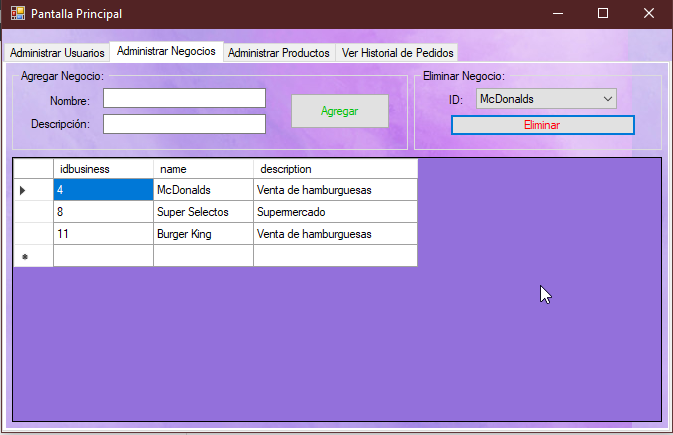 Pantalla Principal
Administrar Usuarios Administrar Negocios Administrar Productos Ver Historial de Pedidos
Agregar Negocio:
Nombre:
Descripción:
Agregar
Eliminar Negocio:
ID: McDonalds
Eliminar
idbusiness name description
4 McDonalds Venta de hamburguesas
8 Super Selectos Supermercado
11 Burger King Venta de hamburguesas